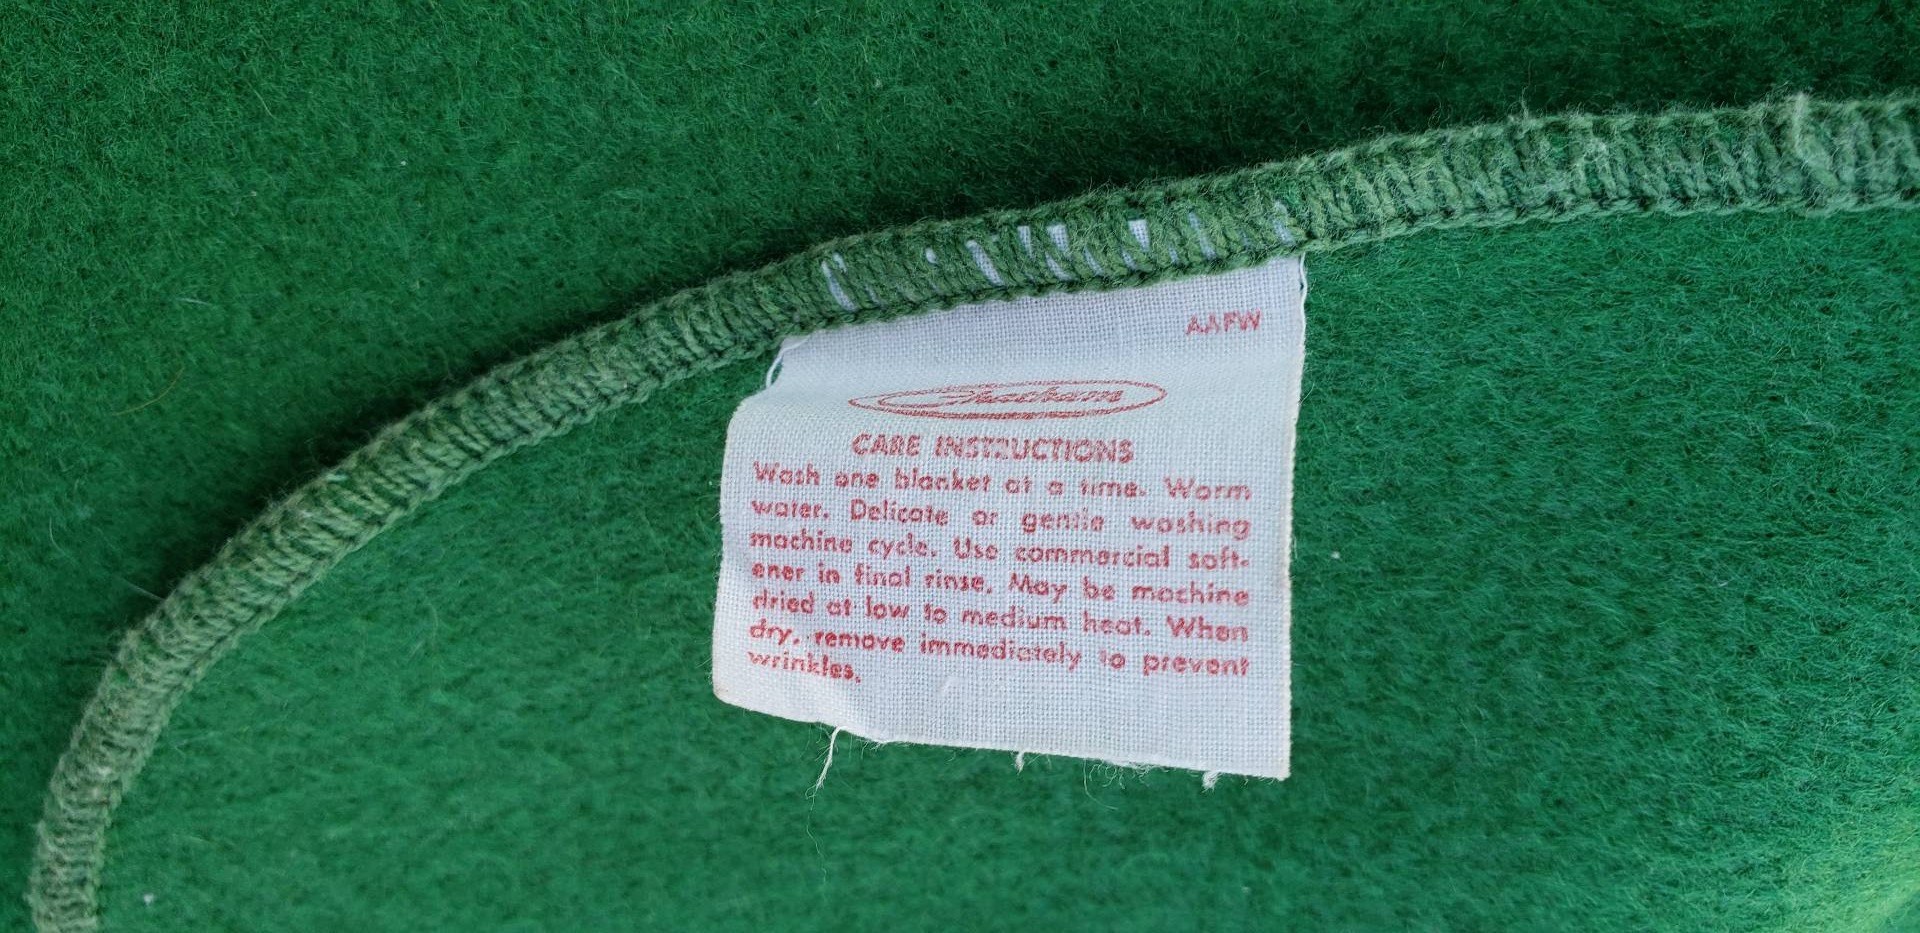 AAFW
Chatham
CARE INSTRUCTIONS
Wash one blanket at a time. Warm
water. Delicate or gentle washing
machine cycle. Use commercial soft-
ener in final rinse. May be machine
dried at low to medium heat. When
dry, remove immediately to prevent
wrinkles.